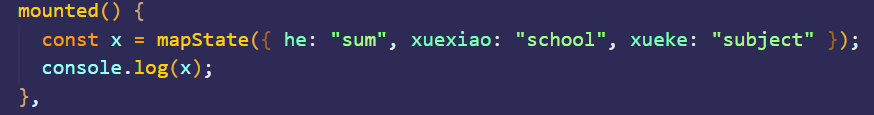 mounted() {
const x = mapState({ he: "sum", xuexiao: "school", xueke: "subject" });
console.log(x);
},